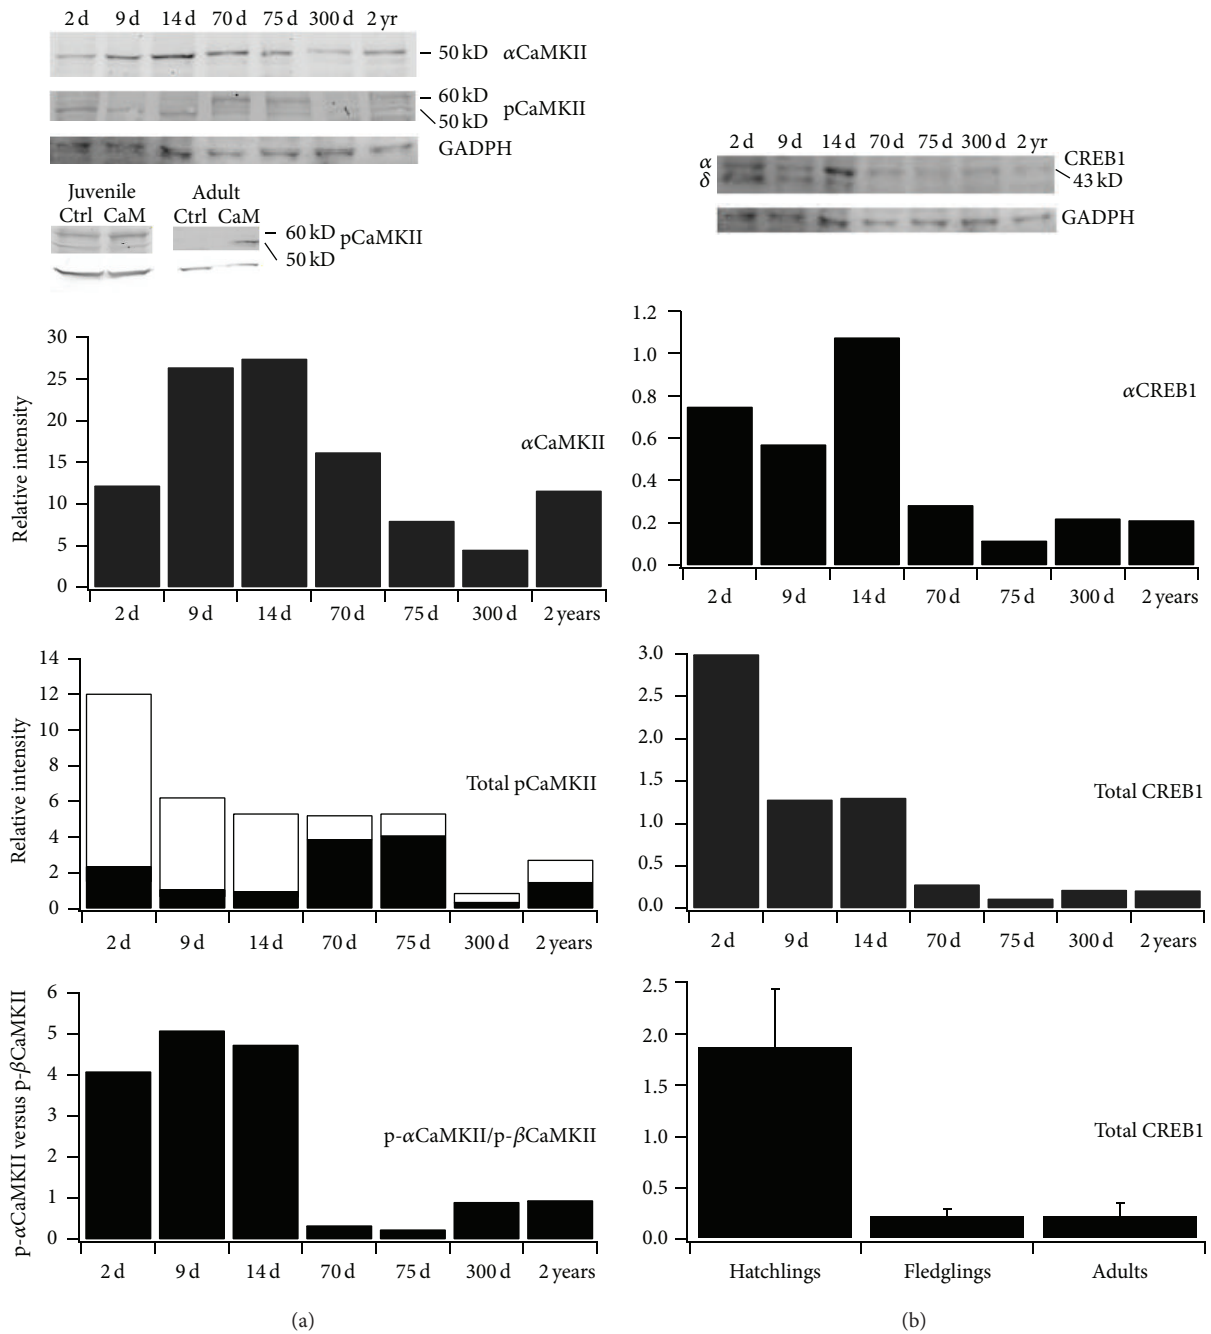 2 d 9 d 14 d 70 d 75 d 300 d 2 yr
50 kD αCaMKII
60 kD
pCaMKII
50 kD
GADPH
Juvenile Adult
Ctrl CaM Ctrl CaM
60 kD
pCaMKII
50 kD
30
25
20
15
10
5
0
Relative intensity
αCaMKII
2 d 9 d 14 d 70 d 75 d 300 d 2 years
14
12
10
8
6
4
2
0
Relative intensity
Total pCaMKII
2 d 9 d 14 d 70 d 75 d 300 d 2 years
6
5
4
3
2
1
0
p-αCaMKII versus p-βCaMKII
p-αCaMKII/p-βCaMKII
2 d 9 d 14 d 70 d 75 d 300 d 2 years
(a)
2 d 9 d 14 d 70 d 75 d 300 d 2 yr
α
δ
CREB1
43 kD
GADPH
1.2
1.0
0.8
0.6
0.4
0.2
0.0
αCREB1
2 d 9 d 14 d 70 d 75 d 300 d 2 years
3.0
2.5
2.0
1.5
1.0
0.5
0.0
Total CREB1
2 d 9 d 14 d 70 d 75 d 300 d 2 years
2.5
2.0
1.5
1.0
0.5
0.0
Total CREB1
Hatchlings Fledglings Adults
(b)